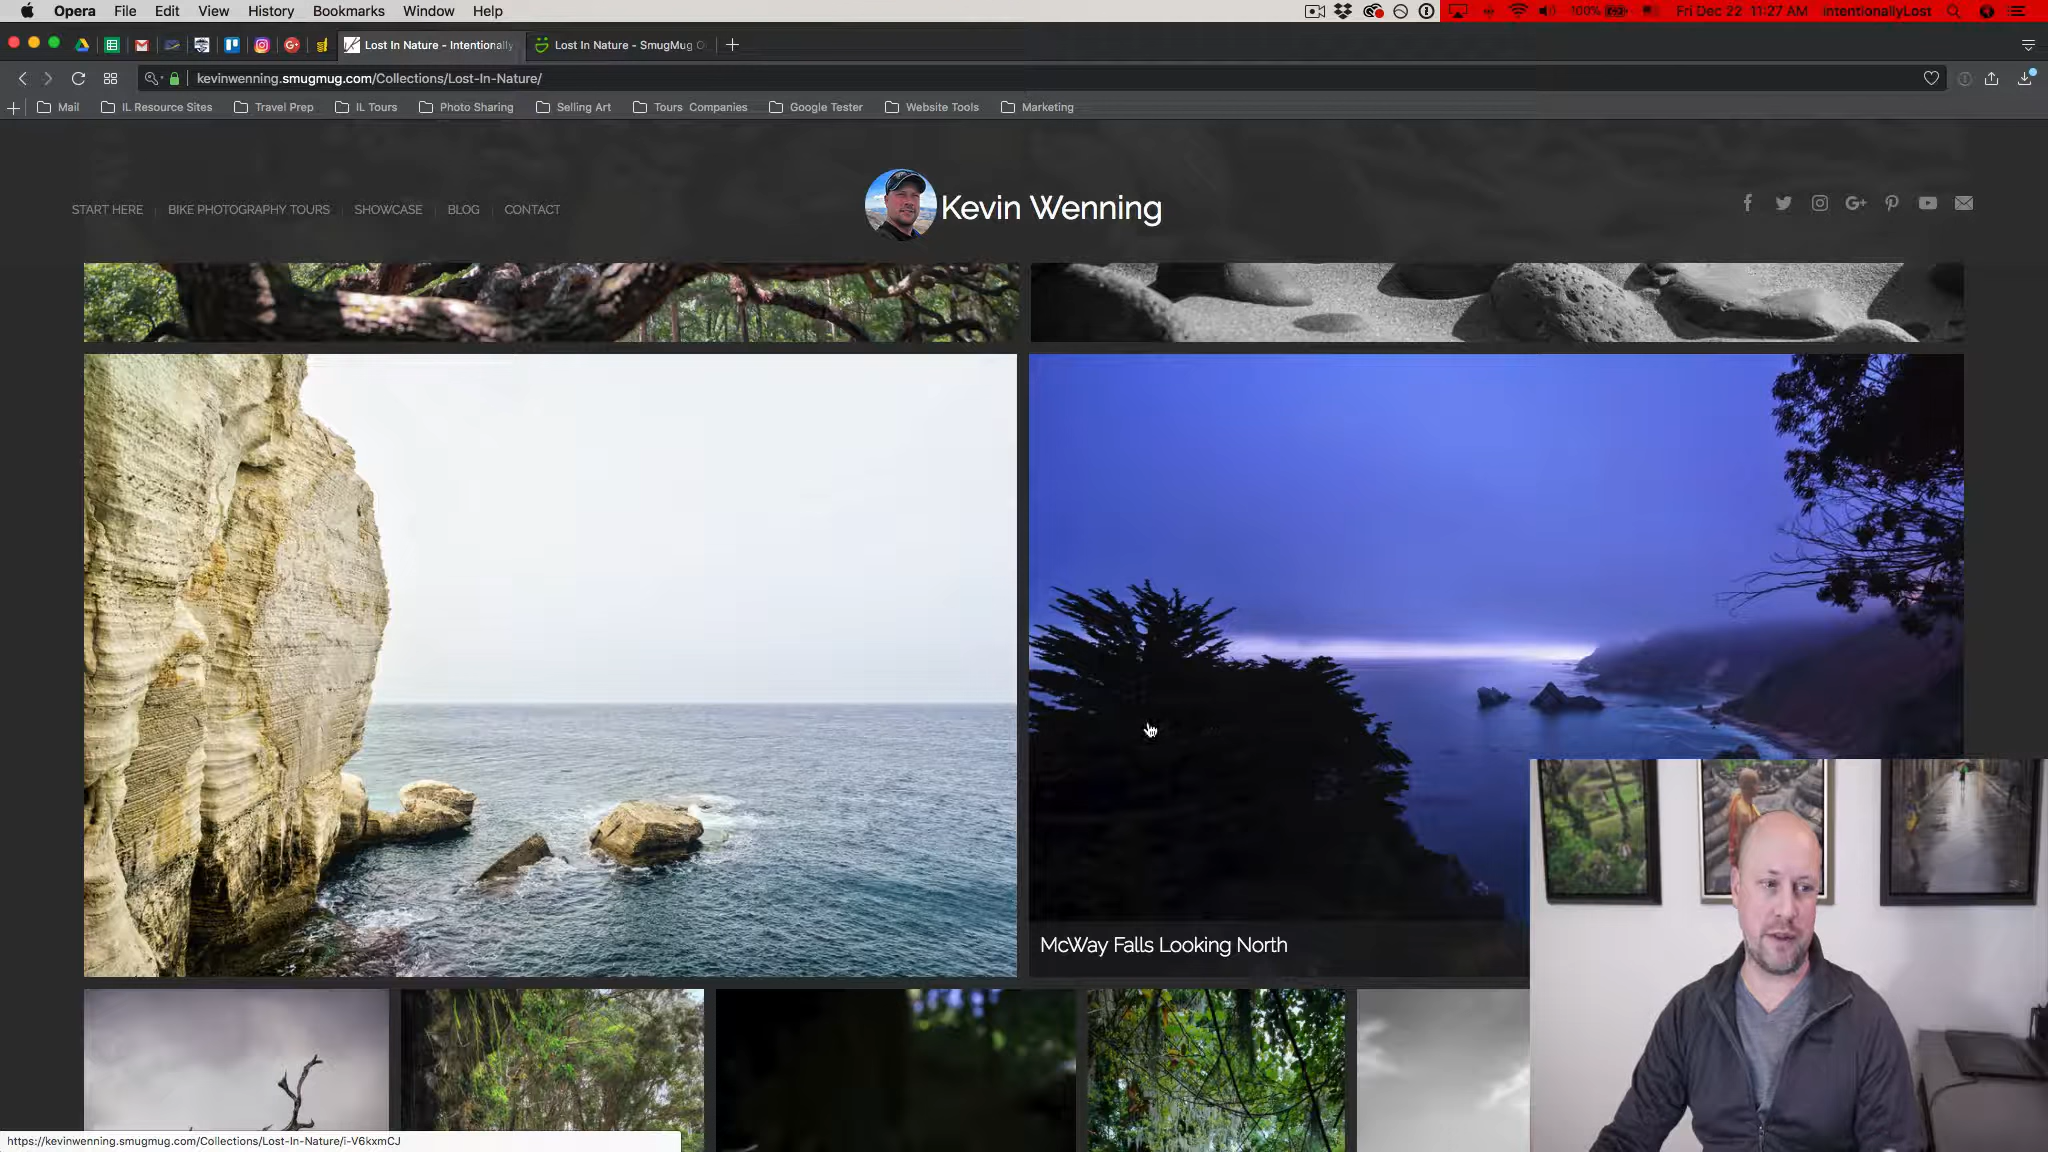 Opera File Edit View History Bookmarks Window Help 100% Fri Dec 22 11:27 AM intentionallyLost
Lost In Nature - Intentionally Lost In Nature - SmugMug O
kevinwenning.smugmug.com/Collections/Lost-In-Nature/
Mail IL Resource Sites Travel Prep IL Tours Photo Sharing Selling Art Tours Companies Google Tester Website Tools Marketing
START HERE BIKE PHOTOGRAPHY TOURS SHOWCASE BLOG CONTACT Kevin Wenning
McWay Falls Looking North
https://kevinwenning.smugmug.com/Collections/Lost-In-Nature/i-V6kxmCJ